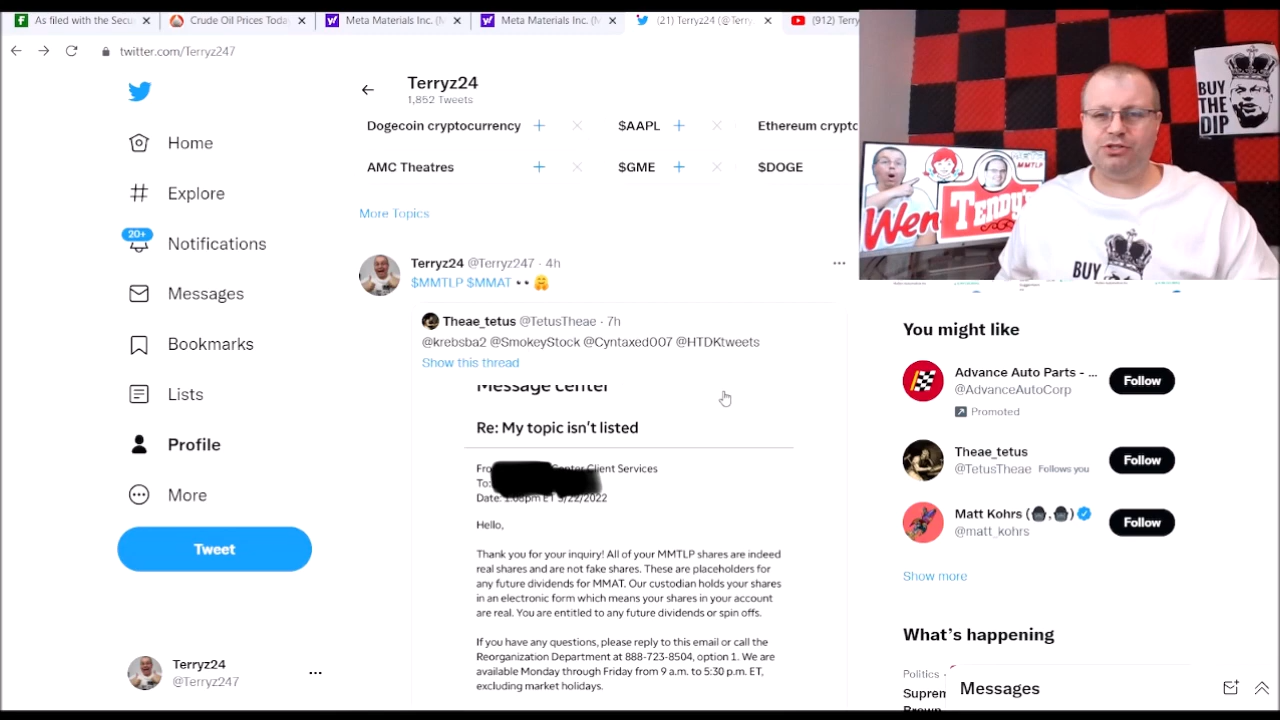 As filed with the Secu
Crude Oil Prices Toda
Meta Materials Inc. (M
Meta Materials Inc. (M
(21) Terryz24 (@Terry
(912) Terry
twitter.com/Terryz247
Terryz24
1,852 Tweets
Dogecoin cryptocurrency
$AAPL
Ethereum crypto
AMC Theatres
$GME
$DOGE
More Topics
Home
Explore
20+
Notifications
Messages
Bookmarks
Lists
Profile
More
Tweet
Terryz24
@Terryz247
Terryz24 @Terryz247 · 4h
$MMTLP $MMAT 👀 🤗
Theae_tetus @TetusTheae · 7h
@krebsba2 @SmokeyStock @Cyntaxed007 @HTDKtweets
Show this thread
Message center
Re: My topic isn't listed
Center Client Services
To:
Date: 1:08pm ET 3/22/2022
Hello,
Thank you for your inquiry! All of your MMTLP shares are indeed
real shares and are not fake shares. These are placeholders for
any future dividends for MMAT. Our custodian holds your shares
in an electronic form which means your shares in your account
are real. You are entitled to any future dividends or spin offs.
If you have any questions, please reply to this email or call the
Reorganization Department at 888-723-8504, option 1. We are
available Monday through Friday from 9 a.m. to 5:30 p.m. ET,
excluding market holidays.
BUY
THE
DIP
MMTLP
Wen
Tendy's
BUY
You might like
Advance Auto Parts - ...
@AdvanceAutoCorp
Promoted
Follow
Theae_tetus
@TetusTheae Follows you
Follow
Matt Kohrs
@matt_kohrs
Follow
Show more
What's happening
Politics ·
Suprem
Brown
Messages